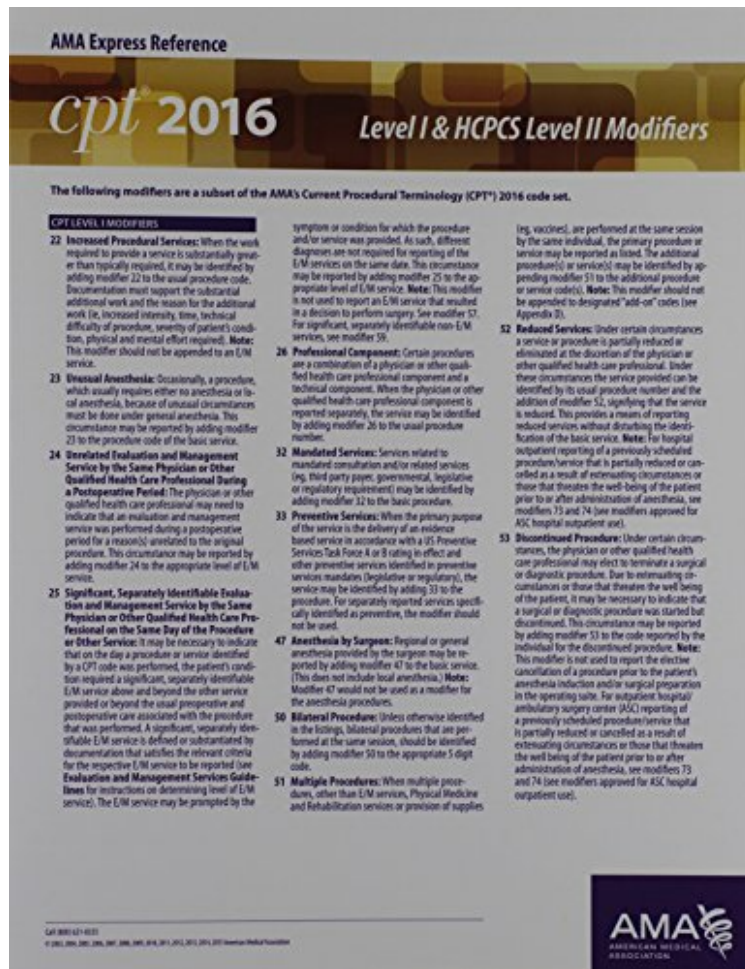 AMA Express Reference
cpt® 2016
Level I & HCPCS Level II Modifiers
The following modifiers are a subset of the AMA's Current Procedural Terminology (CPT®) 2016 code set.
CPT LEVEL I MODIFIERS
22 Increased Procedural Services: When the work
required to provide a service is substantially great-
er than typically required, it may be identified by
adding modifier 22 to the usual procedure code.
Documentation must support the substantial
additional work and the reason for the additional
work (ie, increased intensity, time, technical
difficulty of procedure, severity of patient's condi-
tion, physical and mental effort required). Note:
This modifier should not be appended to an E/M
service.
23 Unusual Anesthesia: Occasionally, a procedure,
which usually requires either no anesthesia or lo-
cal anesthesia, because of unusual circumstances
must be done under general anesthesia. This
circumstance may be reported by adding modifier
23 to the procedure code of the basic service.
24 Unrelated Evaluation and Management
Service by the Same Physician or Other
Qualified Health Care Professional During
a Postoperative Period: The physician or other
qualified health care professional may need to
indicate that an evaluation and management
service was performed during a postoperative
period for a reason(s) unrelated to the original
procedure. This circumstance may be reported by
adding modifier 24 to the appropriate level of E/M
service.
25 Significant, Separately Identifiable Evalua-
tion and Management Service by the Same
Physician or Other Qualified Health Care Pro-
fessional on the Same Day of the Procedure
or Other Service: It may be necessary to indicate
that on the day a procedure or service identified
by a CPT code was performed, the patient's condi-
tion required a significant, separately identifiable
E/M service above and beyond the other service
provided or beyond the usual preoperative and
postoperative care associated with the procedure
that was performed. A significant, separately iden-
tifiable E/M service is defined or substantiated by
documentation that satisfies the relevant criteria
for the respective E/M service to be reported (see
Evaluation and Management Services Guide-
lines for instructions on determining level of E/M
service). The E/M service may be prompted by the
symptom or condition for which the procedure
and/or service was provided. As such, different
diagnoses are not required for reporting of the
E/M services on the same date. This circumstance
may be reported by adding modifier 25 to the ap-
propriate level of E/M service. Note: This modifier
is not used to report an E/M service that resulted
in a decision to perform surgery. See modifier 57.
For significant, separately identifiable non-E/M
services, see modifier 59.
26 Professional Component: Certain procedures
are a combination of a physician or other quali-
fied health care professional component and a
technical component. When the physician or other
qualified health care professional component is
reported separately, the service may be identified
by adding modifier 26 to the usual procedure
number.
32 Mandated Services: Services related to
mandated consultation and/or related services
(eg, third party payer, governmental, legislative
or regulatory requirement) may be identified by
adding modifier 32 to the basic procedure.
33 Preventive Services: When the primary purpose
of the service is the delivery of an evidence
based service in accordance with a US Preventive
Services Task Force A or B rating in effect and
other preventive services identified in preventive
services mandates (legislative or regulatory), the
service may be identified by adding 33 to the
procedure. For separately reported services specifi-
cally identified as preventive, the modifier should
not be used.
47 Anesthesia by Surgeon: Regional or general
anesthesia provided by the surgeon may be re-
ported by adding modifier 47 to the basic service.
(This does not include local anesthesia.) Note:
Modifier 47 would not be used as a modifier for
the anesthesia procedures.
50 Bilateral Procedure: Unless otherwise identified
in the listings, bilateral procedures that are per-
formed at the same session, should be identified
by adding modifier 50 to the appropriate 5 digit
code.
51 Multiple Procedures: When multiple proce-
dures, other than E/M services, Physical Medicine
and Rehabilitation services or provision of supplies
(eg, vaccines), are performed at the same session
by the same individual, the primary procedure or
service may be reported as listed. The additional
procedure(s) or service(s) may be identified by ap-
pending modifier 51 to the additional procedure
or service code(s). Note: This modifier should not
be appended to designated "add-on" codes (see
Appendix D).
52 Reduced Services: Under certain circumstances
a service or procedure is partially reduced or
eliminated at the discretion of the physician or
other qualified health care professional. Under
these circumstances the service provided can be
identified by its usual procedure number and the
addition of modifier 52, signifying that the service
is reduced. This provides a means of reporting
reduced services without disturbing the identi-
fication of the basic service. Note: For hospital
outpatient reporting of a previously scheduled
procedure/service that is partially reduced or can-
celled as a result of extenuating circumstances or
those that threaten the well-being of the patient
prior to or after administration of anesthesia, see
modifiers 73 and 74 (see modifiers approved for
ASC hospital outpatient use).
53 Discontinued Procedure: Under certain circum-
stances, the physician or other qualified health
care professional may elect to terminate a surgical
or diagnostic procedure. Due to extenuating cir-
cumstances or those that threaten the well being
of the patient, it may be necessary to indicate that
a surgical or diagnostic procedure was started but
discontinued. This circumstance may be reported
by adding modifier 53 to the code reported by the
individual for the discontinued procedure. Note:
This modifier is not used to report the elective
cancellation of a procedure prior to the patient's
anesthesia induction and/or surgical preparation
in the operating suite. For outpatient hospital/
ambulatory surgery center (ASC) reporting of
a previously scheduled procedure/service that
is partially reduced or cancelled as a result of
extenuating circumstances or those that threaten
the well being of the patient prior to or after
administration of anesthesia, see modifiers 73
and 74 (see modifiers approved for ASC hospital
outpatient use).
American Medical Association
AMA
AMERICAN MEDICAL
ASSOCIATION